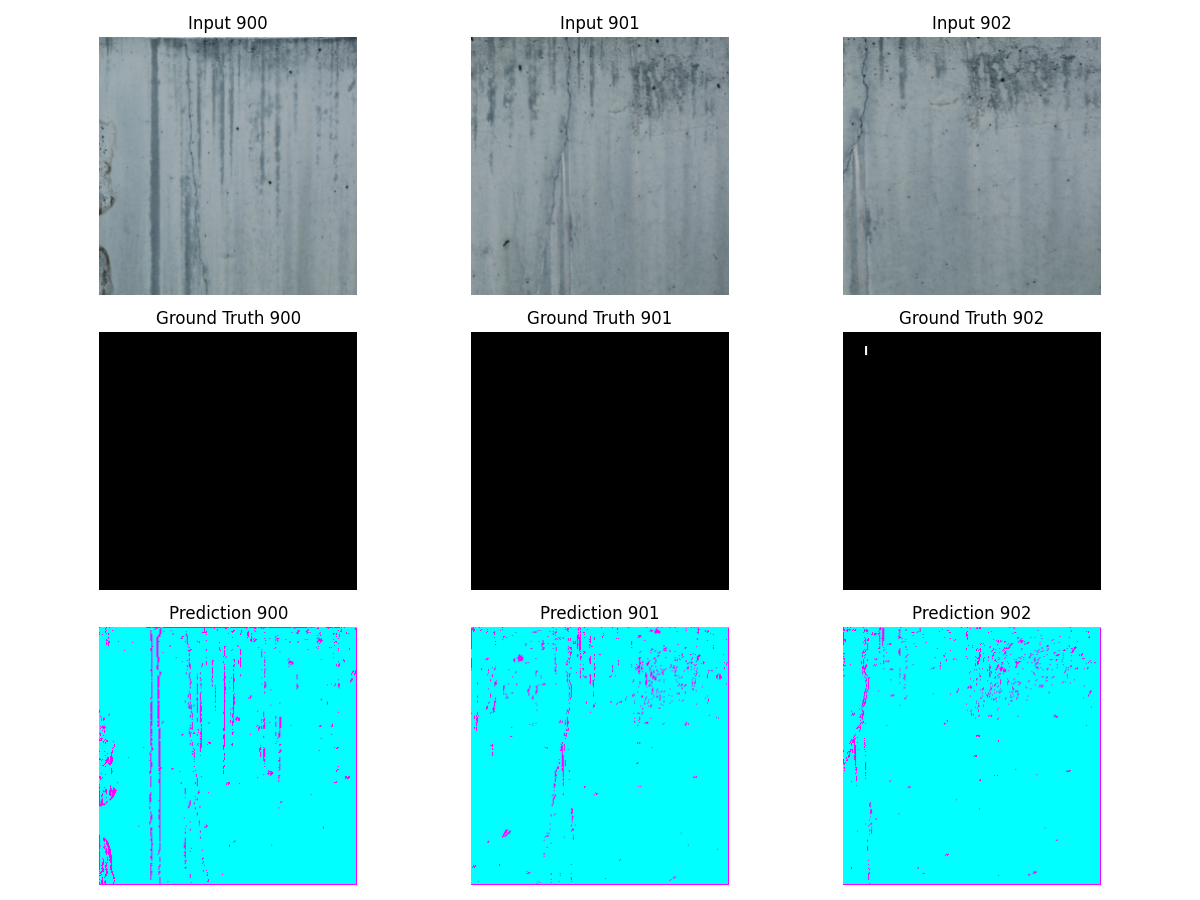 Input 900
Input 901
Input 902
Ground Truth 900
Ground Truth 901
Ground Truth 902
Prediction 900
Prediction 901
Prediction 902